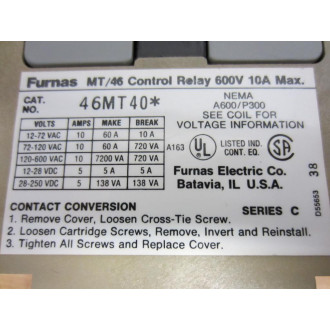 Furnas MT/46 Control Relay 600V 10A Max.
CAT. NO. 46MT40*
NEMA
A600/P300
SEE COIL FOR
VOLTAGE INFORMATION
VOLTS AMPS MAKE BREAK
12-72 VAC 10 60 A 10 A
72-120 VAC 10 60 A 720 VA
120-600 VAC 10 7200 VA 720 VA
12-28 VDC 5 5 A 5 A
28-250 VDC 5 138 VA 138 VA
A163 UL LISTED IND. CONT. EQ. SA
Furnas Electric Co.
Batavia, IL U.S.A.
CONTACT CONVERSION SERIES C
1. Remove Cover, Loosen Cross-Tie Screw.
2. Loosen Cartridge Screws, Remove, Invert and Reinstall.
3. Tighten All Screws and Replace Cover.
D55653 38